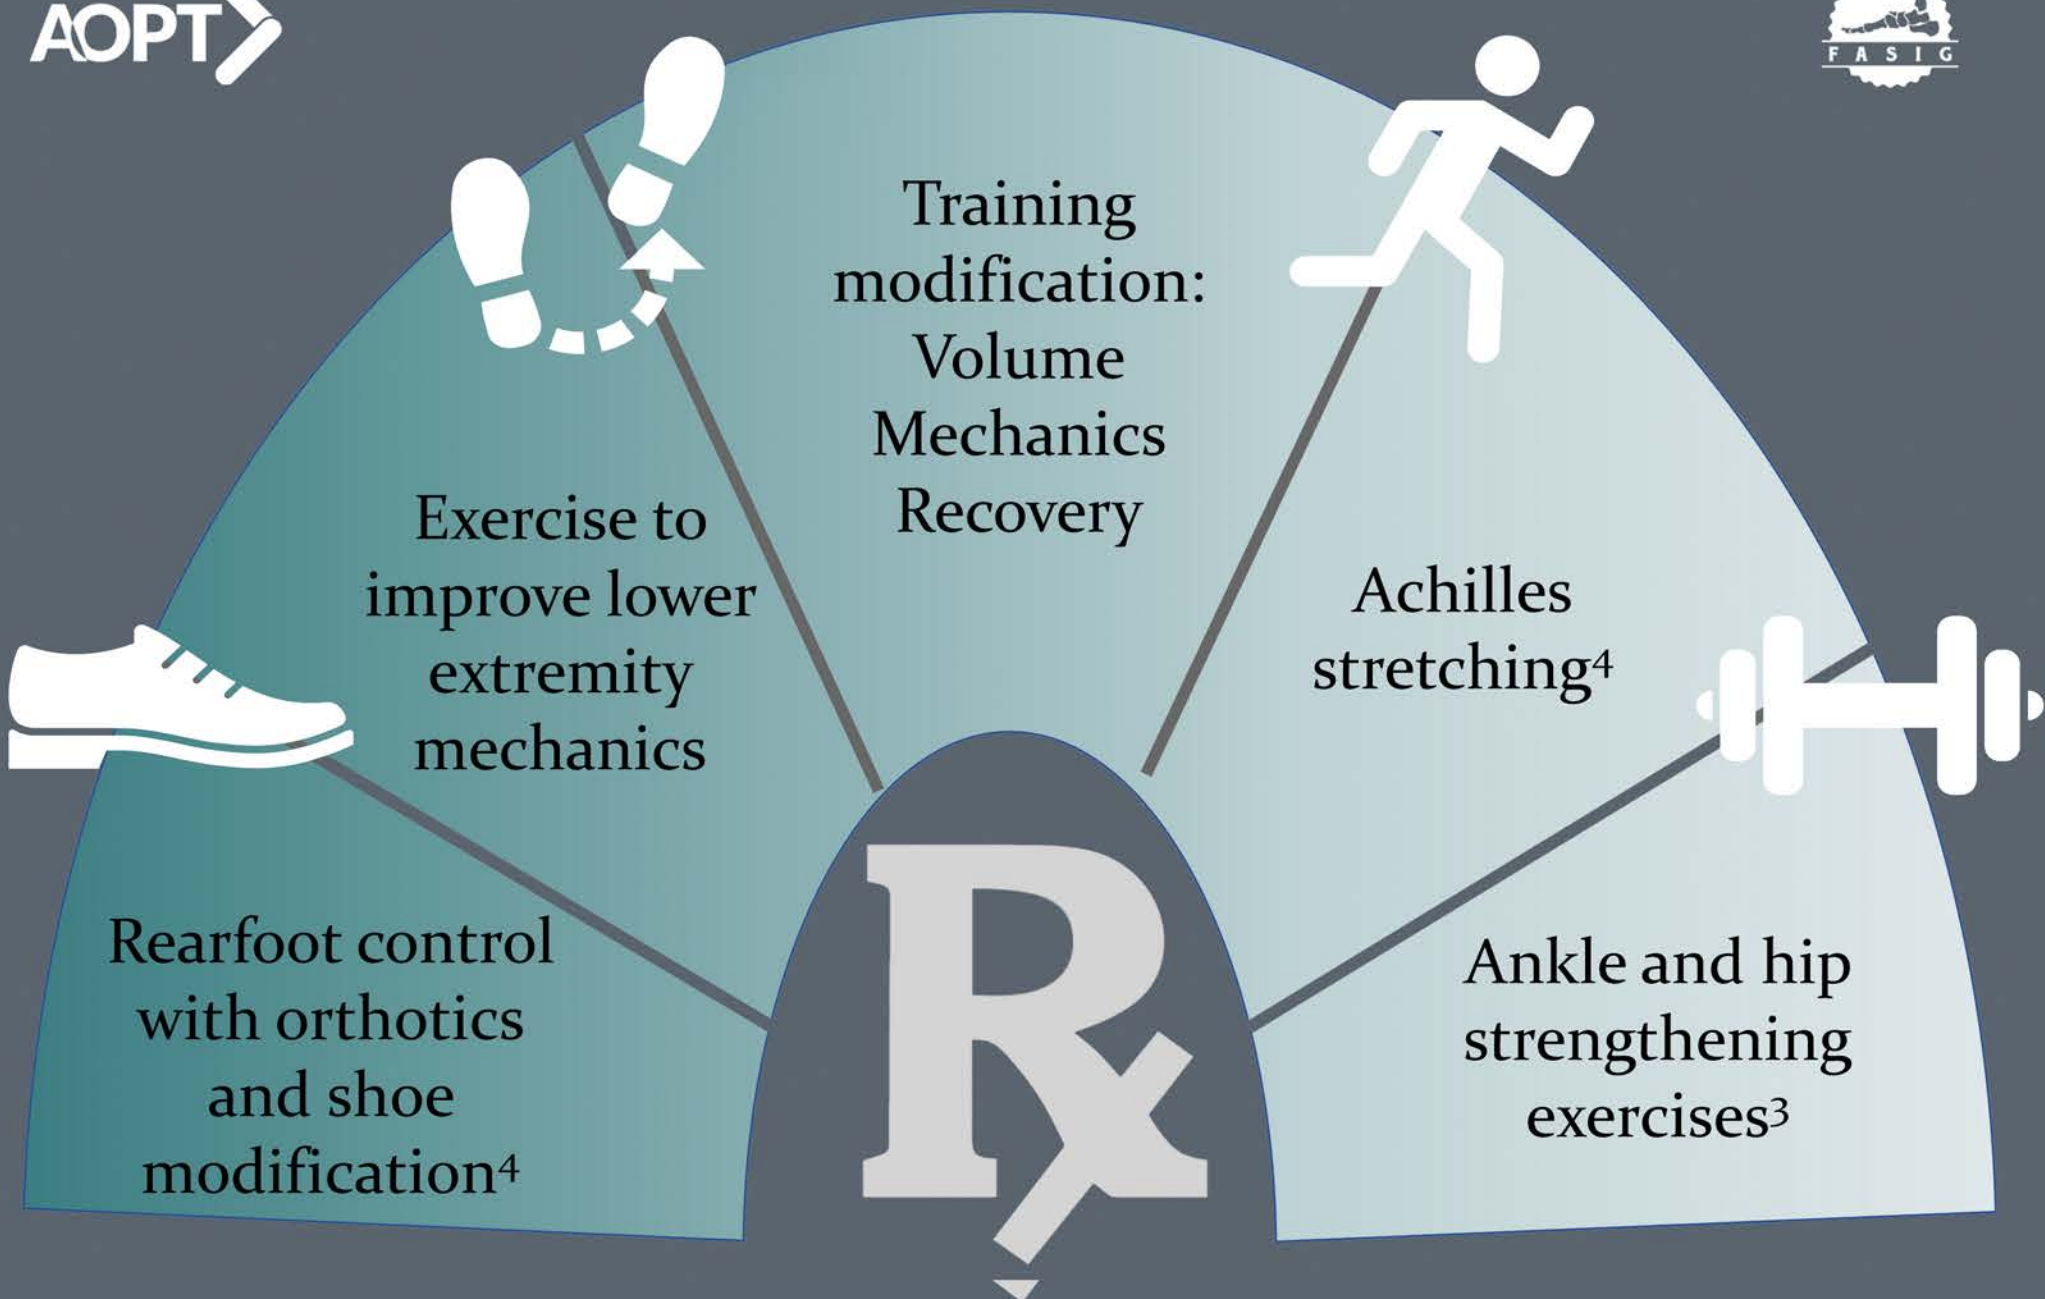 AOPT
FASIG
Training
modification:
Volume
Mechanics
Recovery
Exercise to
improve lower
extremity
mechanics
Achilles
stretching⁴
Rearfoot control
with orthotics
and shoe
modification⁴
Ankle and hip
strengthening
exercises³
Rx